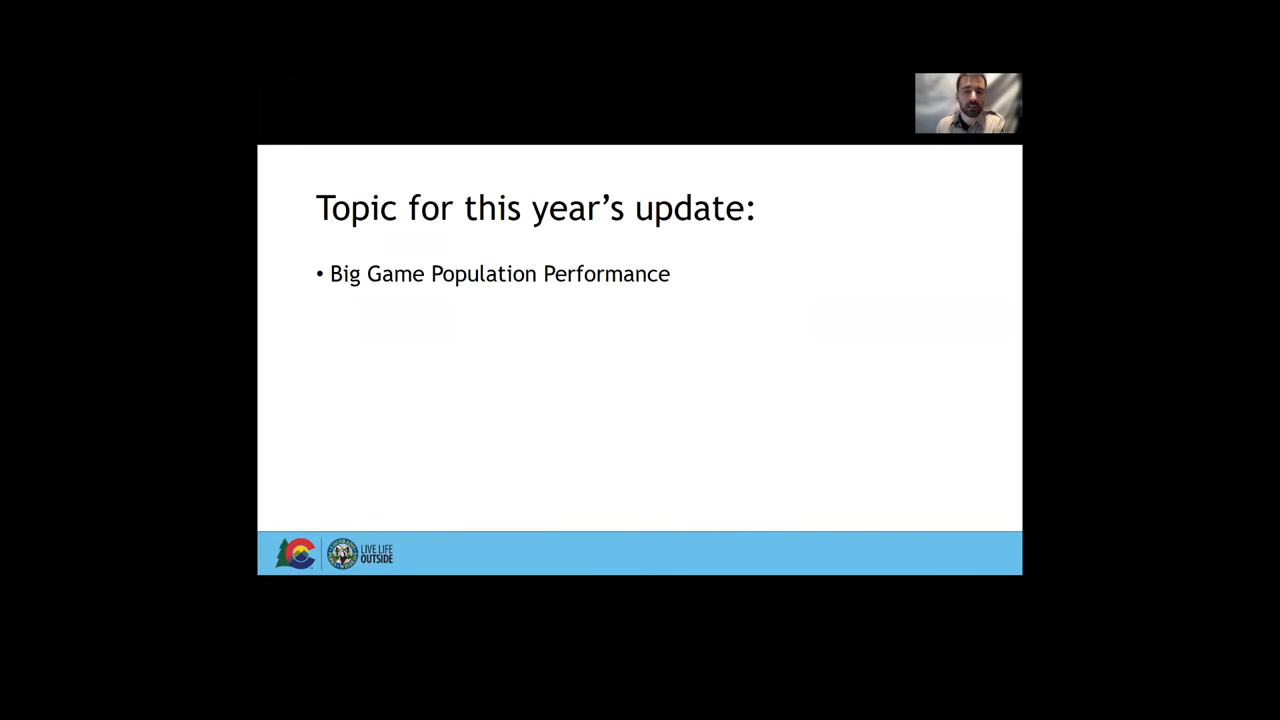 Topic for this year’s update:
• Big Game Population Performance
LIVE LIFE
OUTSIDE